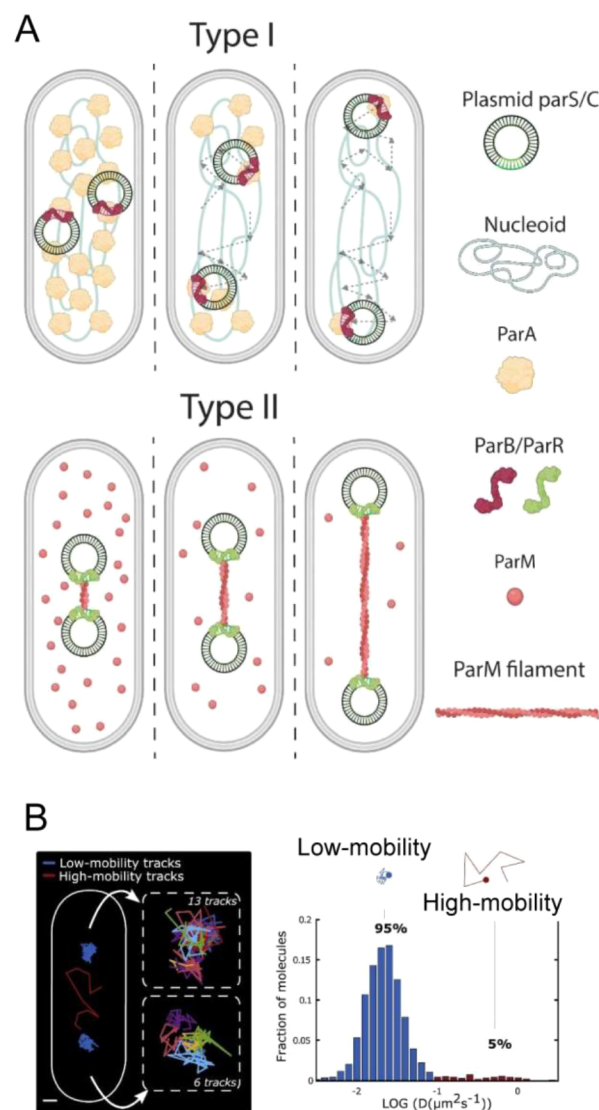 A
Type I
Plasmid parS/C
Nucleoid
ParA
Type II
ParB/ParR
ParM
ParM filament
B
Low-mobility tracks
High-mobility tracks
13 tracks
6 tracks
Low-mobility
High-mobility
95%
5%
Fraction of molecules
0.2
0.15
0.1
0.05
0
-2
-1
0
LOG (D(μm²s⁻¹))